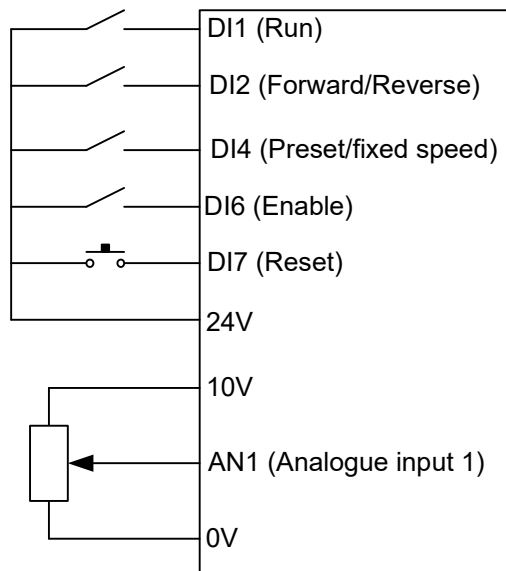 DI1 (Run)
DI2 (Forward/Reverse)
DI4 (Preset/fixed speed)
DI6 (Enable)
DI7 (Reset)
24V
10V
AN1 (Analogue input 1)
0V